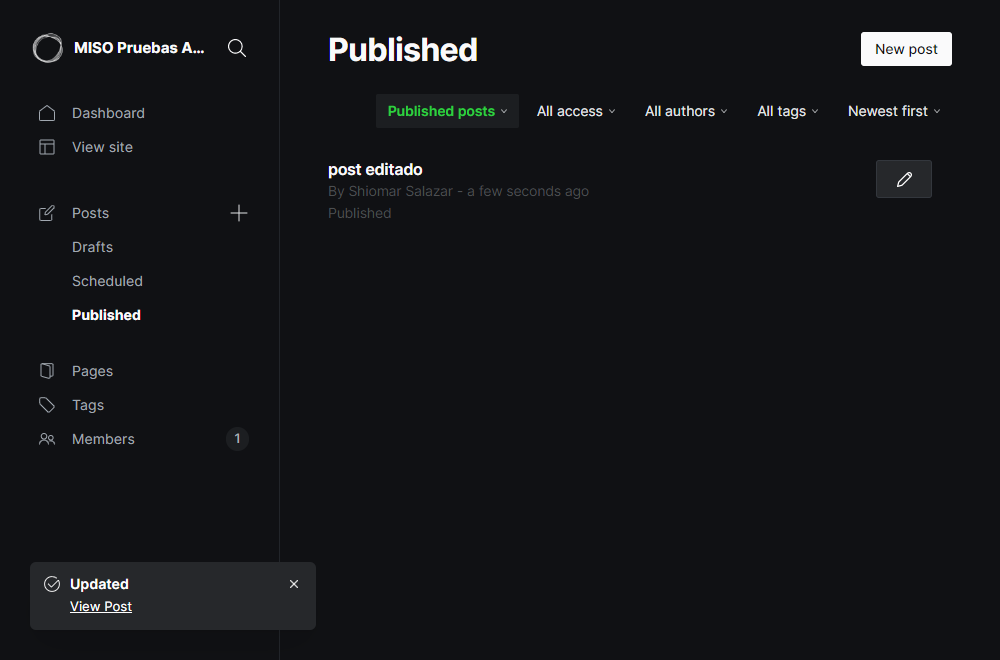 MISO Pruebas A...
Dashboard
View site
Posts
Drafts
Scheduled
Published
Pages
Tags
Members 1
Published
New post
Published posts All access All authors All tags Newest first
post editado
By Shiomar Salazar - a few seconds ago
Published
Updated
View Post